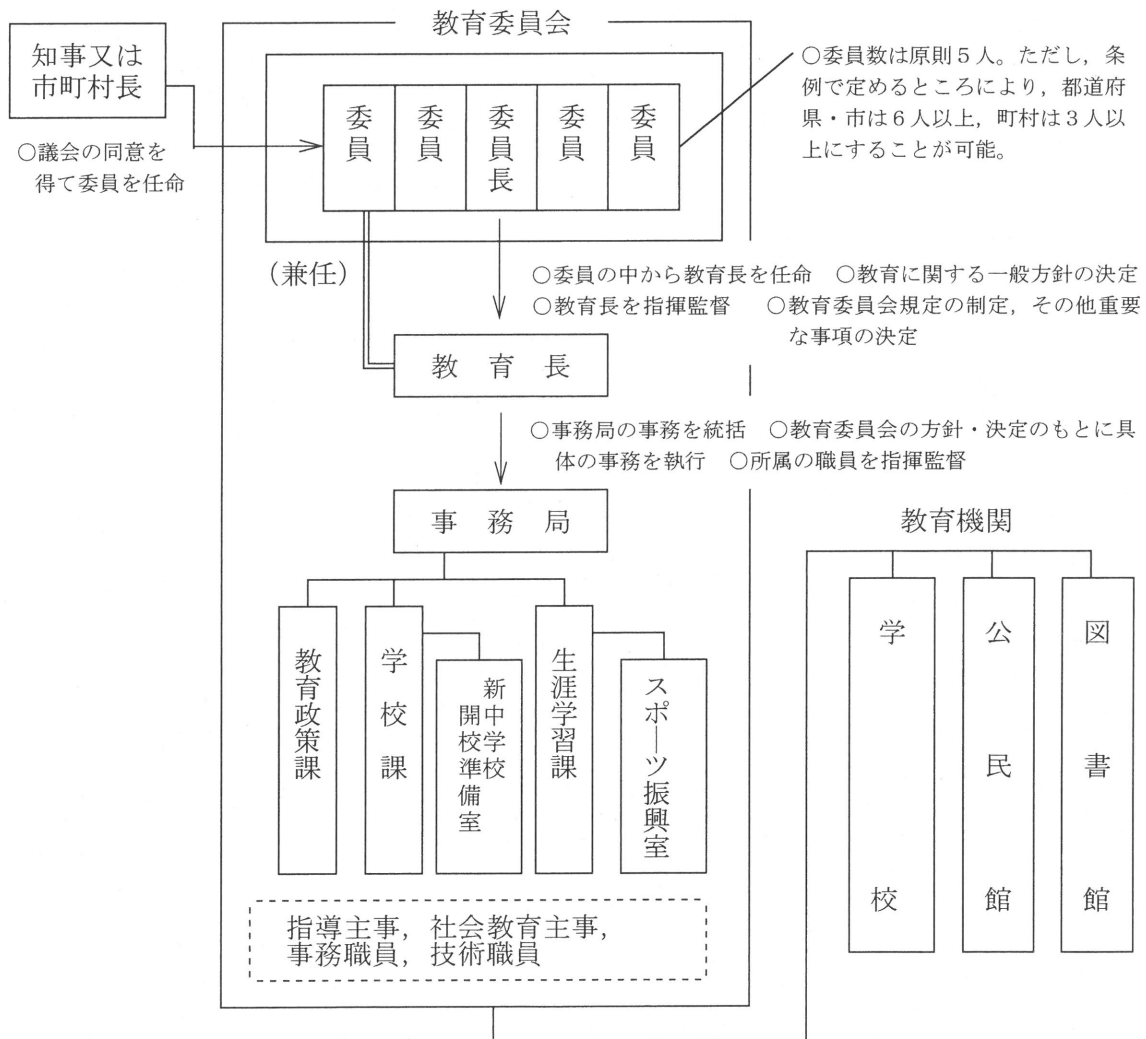 教育委員会
知事又は
市町村長
○議会の同意を
得て委員を任命
委員
委員
委員長
委員
委員
○委員数は原則5人。ただし，条
例で定めるところにより，都道府
県・市は6人以上，町村は3人以
上にすることが可能。
（兼任）
○委員の中から教育長を任命　○教育に関する一般方針の決定
○教育長を指揮監督　○教育委員会規定の制定，その他重要
な事項の決定
教育長
○事務局の事務を統括　○教育委員会の方針・決定のもとに具
体の事務を執行　○所属の職員を指揮監督
事務局
教育政策課
学校課
新中学校
開校準備室
生涯学習課
スポーツ振興室
指導主事，社会教育主事，
事務職員，技術職員
教育機関
学校
公民館
図書館